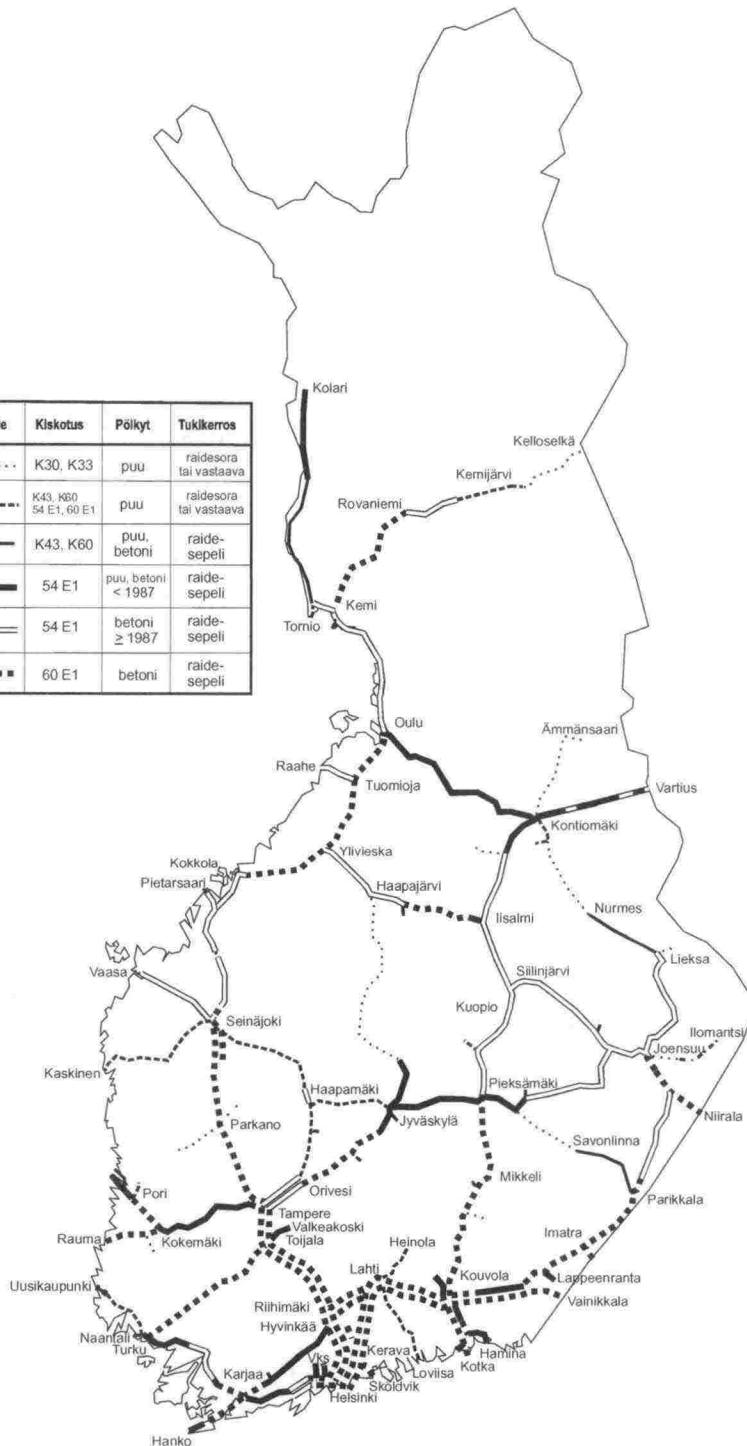 Kiskotus Pölkyt Tukikerros
K30, K33 puu raidesora
tai vastaava
K43, K60
54 E1, 60 E1 puu raidesora
tai vastaava
K43, K60 puu,
betoni raide-
sepeli
54 E1 puu, betoni
< 1987 raide-
sepeli
54 E1 betoni
≥ 1987 raide-
sepeli
60 E1 betoni raide-
sepeli
Kolari
Kelloselkä
Kemijärvi
Rovaniemi
Kemi
Tornio
Oulu
Ämmänsaari
Raahe
Tuomioja
Vartius
Kontiomäki
Ylivieska
Kokkola
Pietarsaari
Haapajärvi
Nurmes
Iisalmi
Lieksa
Vaasa
Siilinjärvi
Kuopio
Seinäjoki
Ilomantsi
Joensuu
Kaskinen
Haapamäki
Pieksämäki
Jyväskylä
Niirala
Parkano
Savonlinna
Mikkeli
Orivesi
Parikkala
Pori
Tampere
Valkeakoski
Toijala
Imatra
Rauma
Kokemäki
Heinola
Lahti
Kouvola
Lappeenranta
Uusikaupunki
Vainikkala
Riihimäki
Hyvinkää
Naantali
Turku
Kerava
Hamina
Kotka
Karjaa
Vks
Loviisa
Sköldvik
Helsinki
Hanko